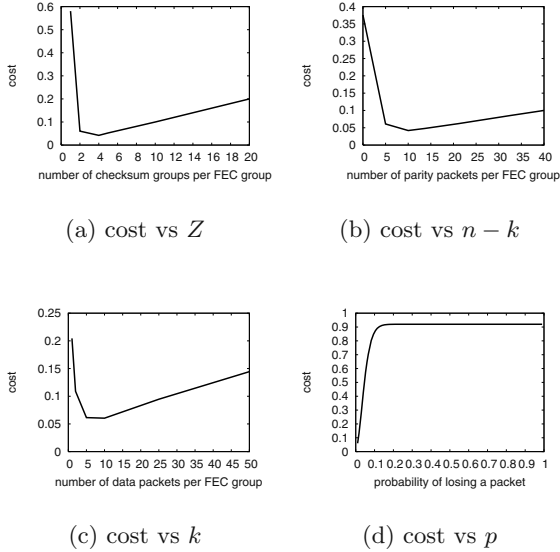 0.6
0.5
0.4
0.3
0.2
0.1
0
cost
0 2 4 6 8 10 12 14 16 18 20
number of checksum groups per FEC group
(a) cost vs Z
0.4
0.35
0.3
0.25
0.2
0.15
0.1
0.05
0
cost
0 5 10 15 20 25 30 35 40
number of parity packets per FEC group
(b) cost vs n − k
0.25
0.2
0.15
0.1
0.05
0
cost
0 5 10 15 20 25 30 35 40 45 50
number of data packets per FEC group
(c) cost vs k
1
0.9
0.8
0.7
0.6
0.5
0.4
0.3
0.2
0.1
0
cost
0 0.1 0.2 0.3 0.4 0.5 0.6 0.7 0.8 0.9 1
probability of losing a packet
(d) cost vs p